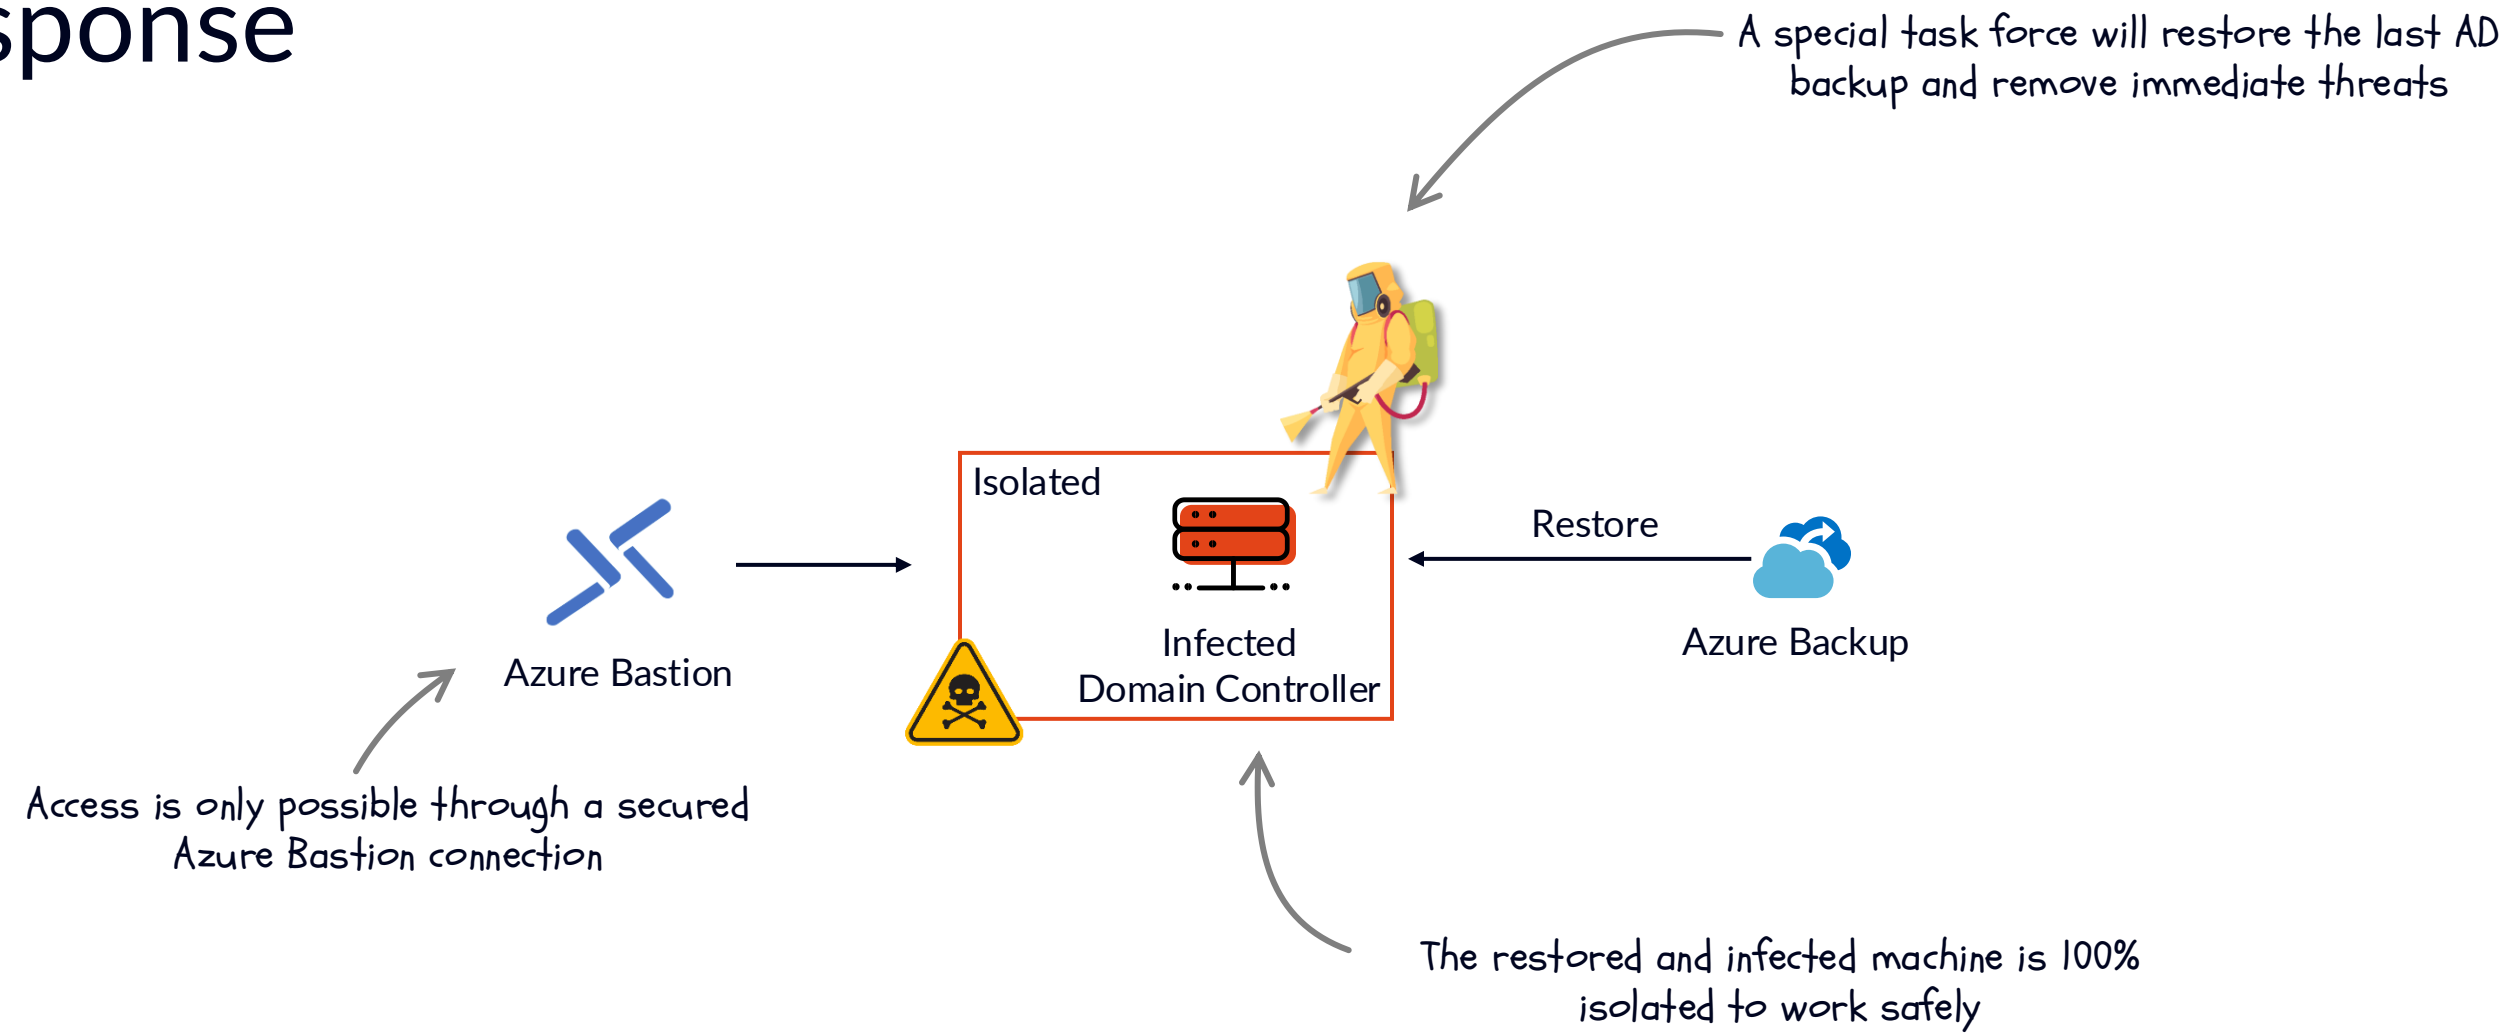 sponse
A special task force will restore the last AD
backup and remove immediate threats
Isolated
Restore
Infected
Domain Controller
Azure Backup
Azure Bastion
Access is only possible through a secured
Azure Bastion connection
The restored and infected machine is 100%
isolated to work safely